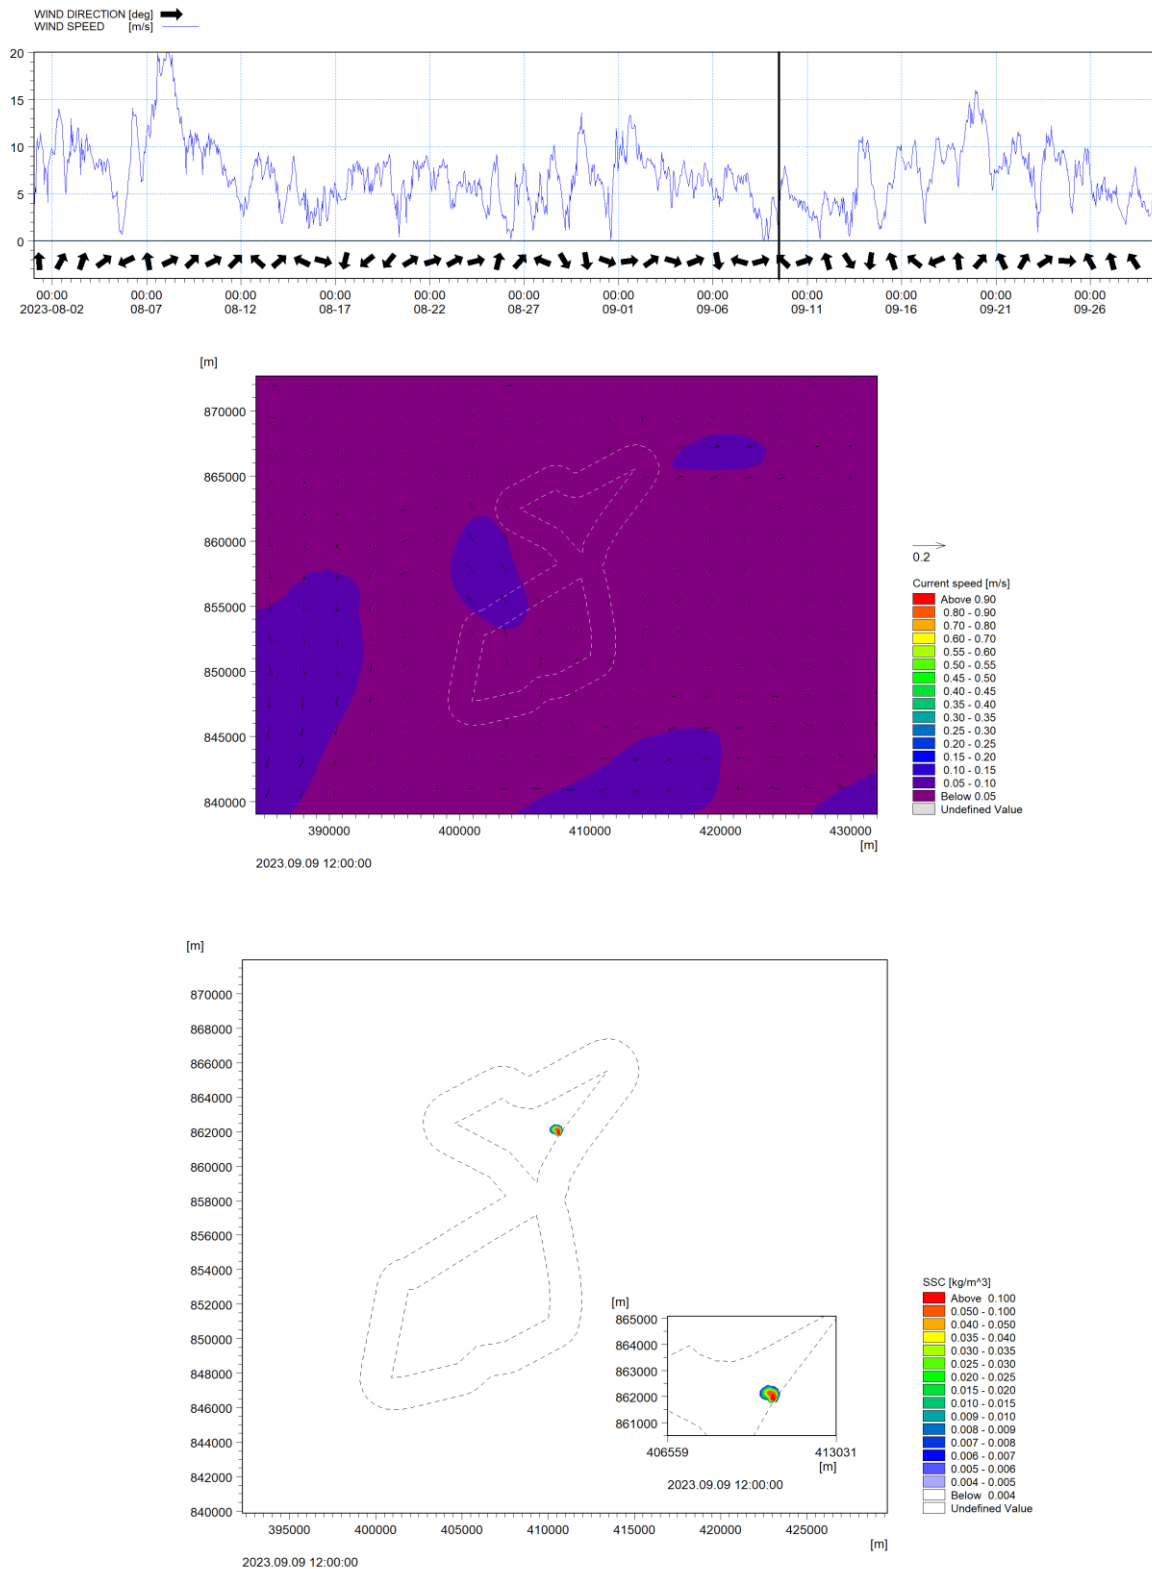 WIND DIRECTION [deg]
WIND SPEED [m/s]
20
15
10
5
0
00:00 00:00 00:00 00:00 00:00 00:00 00:00 00:00 00:00 00:00 00:00 00:00
2023-08-02 08-07 08-12 08-17 08-22 08-27 09-01 09-06 09-11 09-16 09-21 09-26
[m]
870000
865000
860000
855000
850000
845000
840000
390000 400000 410000 420000 430000
[m]
2023.09.09 12:00:00
0.2
Current speed [m/s]
Above 0.90
0.80 - 0.90
0.70 - 0.80
0.60 - 0.70
0.55 - 0.60
0.50 - 0.55
0.45 - 0.50
0.40 - 0.45
0.35 - 0.40
0.30 - 0.35
0.25 - 0.30
0.20 - 0.25
0.15 - 0.20
0.10 - 0.15
0.05 - 0.10
Below 0.05
Undefined Value
[m]
870000
868000
866000
864000
862000
860000
858000
856000
854000
852000
850000
848000
846000
844000
842000
840000
395000 400000 405000 410000 415000 420000 425000
[m]
2023.09.09 12:00:00
[m]
865000
864000
863000
862000
861000
406559 413031
[m]
2023.09.09 12:00:00
SSC [kg/m^3]
Above 0.100
0.050 - 0.100
0.040 - 0.050
0.035 - 0.040
0.030 - 0.035
0.025 - 0.030
0.020 - 0.025
0.015 - 0.020
0.010 - 0.015
0.009 - 0.010
0.008 - 0.009
0.007 - 0.008
0.006 - 0.007
0.005 - 0.006
0.004 - 0.005
Below 0.004
Undefined Value